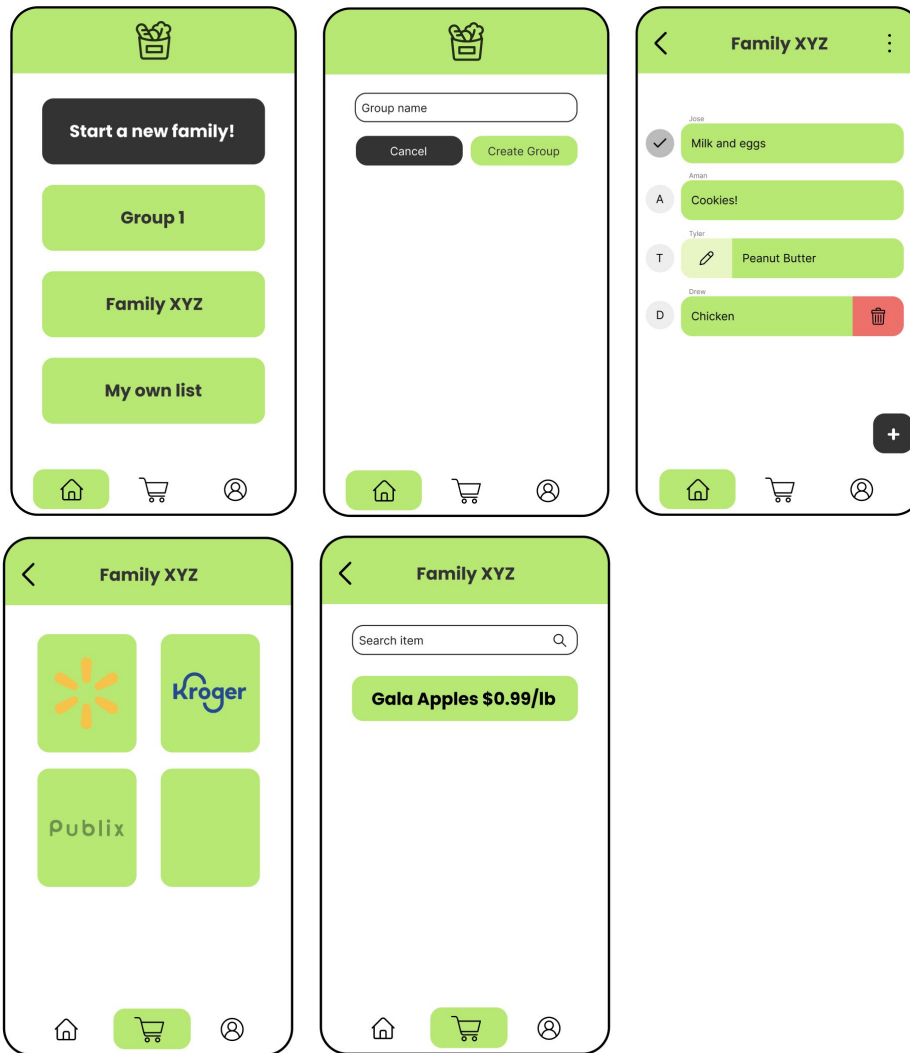 Start a new family!
Group 1
Family XYZ
My own list
Group name
Cancel
Create Group
Family XYZ
Jose
Milk and eggs
A
Aman
Cookies!
T
Tyler
Peanut Butter
D
Drew
Chicken
+
Family XYZ
Kroger
Publix
Family XYZ
Search item
Gala Apples $0.99/lb